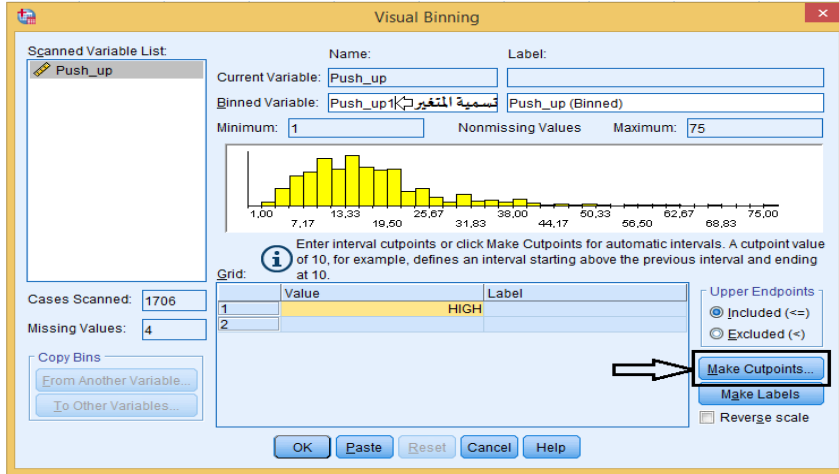 Visual Binning
Scanned Variable List:
Push_up
Name:
Label:
Current Variable:
Push_up
Binned Variable:
Push_up1
تسمية المتغير
Push_up (Binned)
Minimum:
1
Nonmissing Values
Maximum:
75
1,00
7,17
13,33
19,50
25,67
31,83
38,00
44,17
50,33
56,50
62,67
68,83
75,00
Enter interval cutpoints or click Make Cutpoints for automatic intervals. A cutpoint value
of 10, for example, defines an interval starting above the previous interval and ending
at 10.
Grid:
Value
Label
1
HIGH
2
Cases Scanned:
1706
Missing Values:
4
Copy Bins
From Another Variable...
To Other Variables...
Upper Endpoints
Included (<=)
Excluded (<)
Make Cutpoints...
Make Labels
Reverse scale
OK
Paste
Reset
Cancel
Help